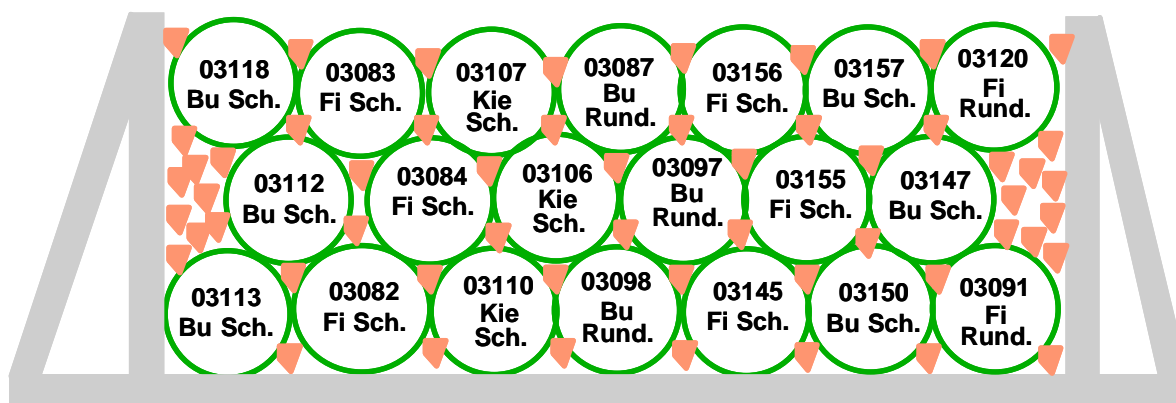 03118
Bu Sch.
03083
Fi Sch.
03107
Kie
Sch.
03087
Bu
Rund.
03156
Fi Sch.
03157
Bu Sch.
03120
Fi
Rund.
03112
Bu Sch.
03084
Fi Sch.
03106
Kie
Sch.
03097
Bu
Rund.
03155
Fi Sch.
03147
Bu Sch.
03113
Bu Sch.
03082
Fi Sch.
03110
Kie
Sch.
03098
Bu
Rund.
03145
Fi Sch.
03150
Bu Sch.
03091
Fi
Rund.